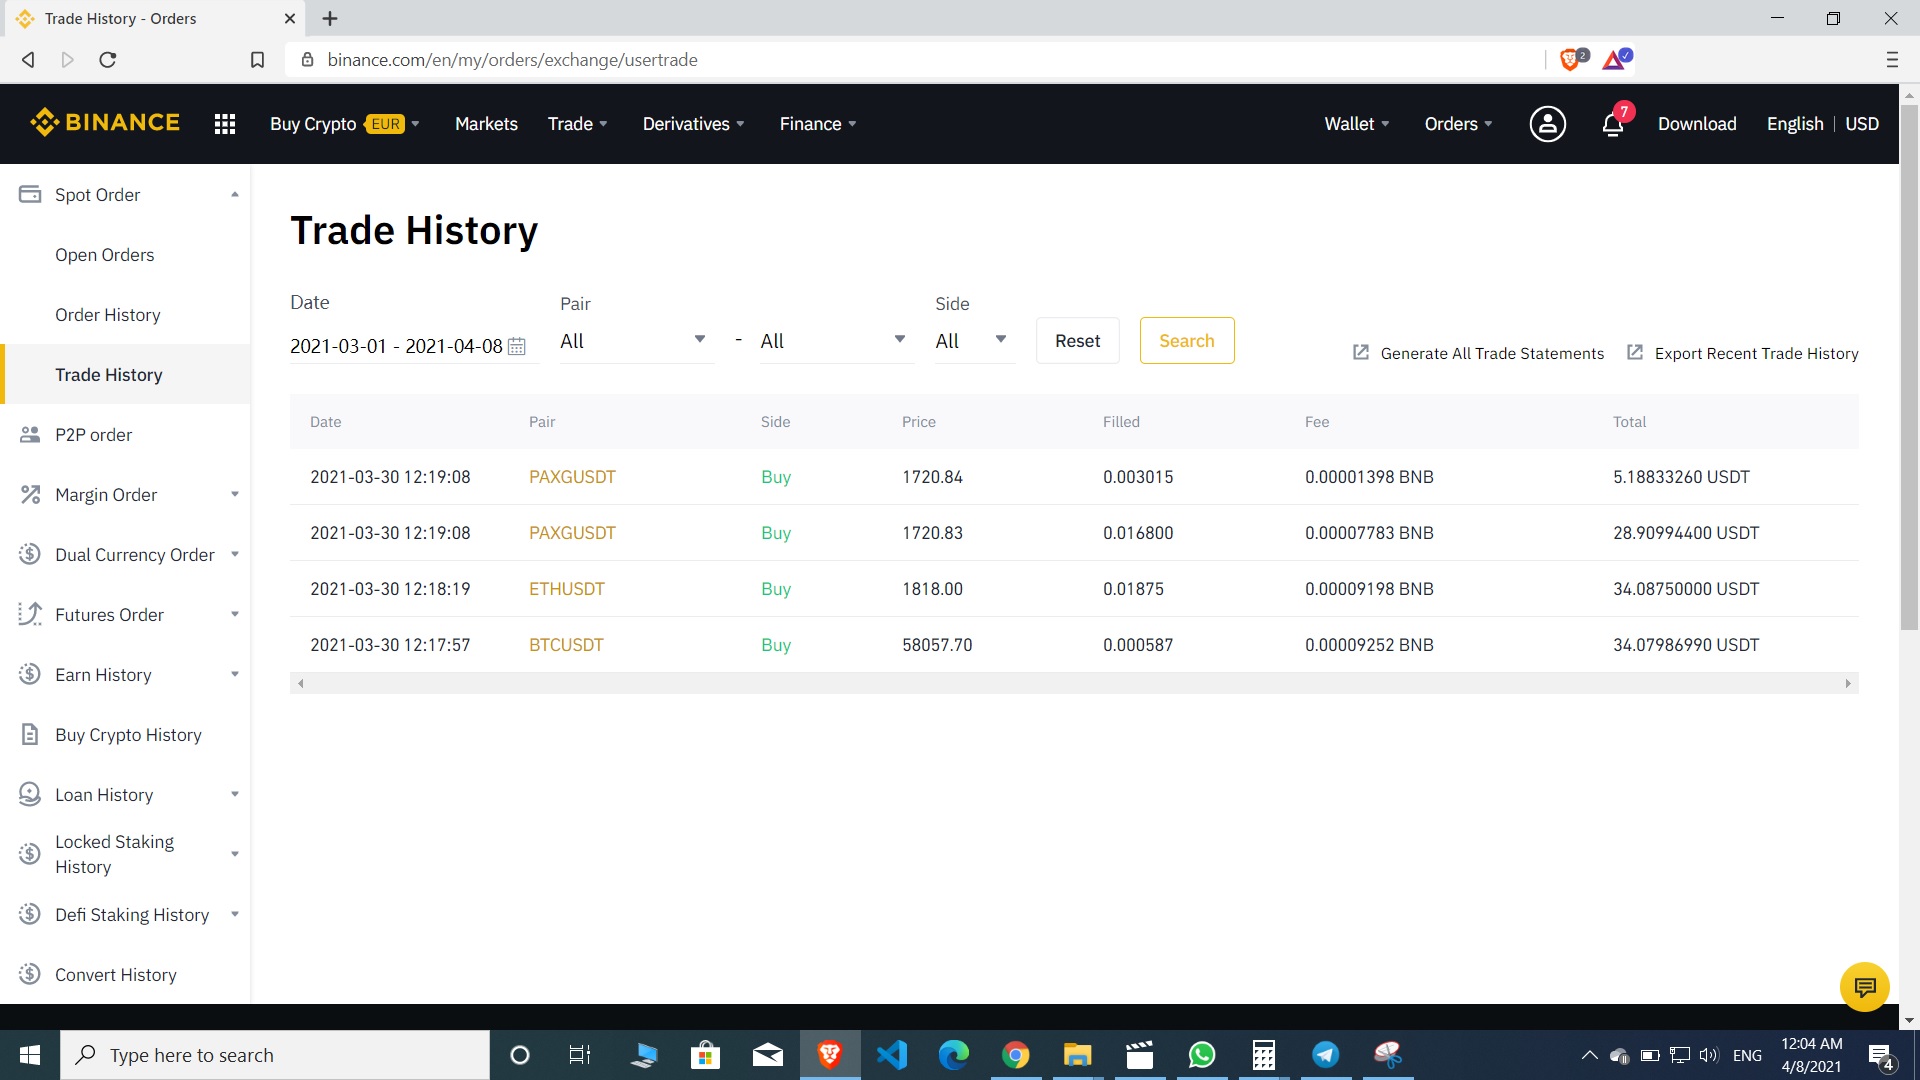 Trade History - Orders
binance.com/en/my/orders/exchange/usertrade
2
BINANCE
Buy Crypto EUR
Markets
Trade
Derivatives
Finance
Wallet
Orders
7
Download
English
USD
Spot Order
Open Orders
Order History
Trade History
P2P order
Margin Order
Dual Currency Order
Futures Order
Earn History
Buy Crypto History
Loan History
Locked Staking
History
Defi Staking History
Convert History
Trade History
Date Pair Side
2021-03-01 - 2021-04-08 All - All All Reset Search
Generate All Trade Statements Export Recent Trade History
Date Pair Side Price Filled Fee Total
2021-03-30 12:19:08 PAXGUSDT Buy 1720.84 0.003015 0.00001398 BNB 5.18833260 USDT
2021-03-30 12:19:08 PAXGUSDT Buy 1720.83 0.016800 0.00007783 BNB 28.90994400 USDT
2021-03-30 12:18:19 ETHUSDT Buy 1818.00 0.01875 0.00009198 BNB 34.08750000 USDT
2021-03-30 12:17:57 BTCUSDT Buy 58057.70 0.000587 0.00009252 BNB 34.07986990 USDT
Type here to search
ENG
12:04 AM
4/8/2021
4